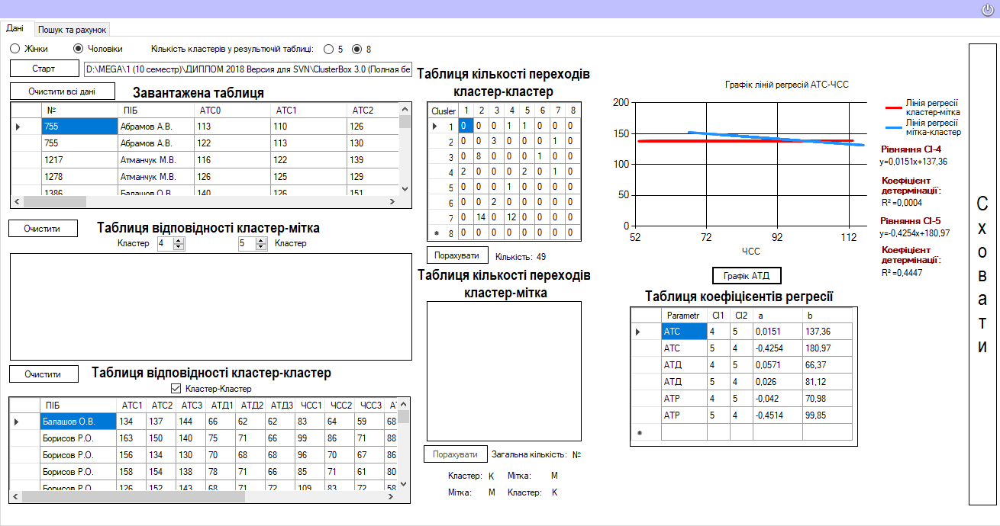 Дані
Пошук та рахунок
Жінки Чоловіки Кількість кластерів у результуючій таблиці: 5 8
Старт D:\MEGA\1 (10 семестр)\ДИПЛОМ 2018 Версия для SVN\ClusterBox 3.0 (Полная бе
Очистити всі дані Завантажена таблиця
№ ПІБ АТС0 АТС1 АТС2
755 Абрамов А.В. 113 110 126
755 Абрамов А.В. 122 113 130
1217 Атманчук М.В. 116 122 139
1278 Атманчук М.В. 126 125 129
1386 Балашов О.В. 140 126 151
Очистити Таблиця відповідності кластер-мітка
Кластер 4 5 Кластер
Очистити Таблиця відповідності кластер-кластер
Кластер-Кластер
ПІБ АТС1 АТС2 АТС3 АТД1 АТД2 АТД3 ЧСС1 ЧСС2 ЧСС3
Балашов О.В. 134 137 144 66 62 62 83 64 59 68
Борисов Р.О. 163 150 140 75 71 66 99 86 71 88
Борисов Р.О. 156 134 130 70 68 68 96 70 67 86
Борисов Р.О. 158 154 138 78 71 66 85 71 61 80
Борисов Р.О. 126 152 143 68 71 72 109 83 72 58
Таблиця кількості переходів
кластер-кластер
Clusler 1 2 3 4 5 6 7 8
1 0 0 0 1 1 0 0 0
2 0 0 3 0 0 0 1 0
3 0 8 0 0 0 1 0 0
4 2 0 0 0 2 0 1 0
5 0 0 0 1 0 0 0 0
6 0 0 2 0 0 0 0 0
7 0 14 0 12 0 0 0 0
* 8 0 0 0 0 0 0 0 0
Порахувати Кількість: 49
Таблиця кількості переходів
кластер-мітка
Порахувати Загальна кількість: №
Кластер: К Мітка: М
Мітка: М Кластер: К
Графік ліній регресій АТС-ЧСС
200
150
100
50
0
52 72 92 112
ЧСС
Лінія регресії
кластер-мітка
Лінія регресії
мітка-кластер
Рівняння СІ-4
y=0,0151x+137,36
Коефіцієнт
детермінації:
R²=0,0004
Рівняння СІ-5
y=-0,4254x+180,97
Коефіцієнт
детермінації:
R²=0,4447
Графік АТД
Таблиця коефіцієнтів регресії
Parametr Cl1 Cl2 a b
АТС 4 5 0,0151 137,36
АТС 5 4 -0,4254 180,97
АТД 4 5 0,0571 66,37
АТД 5 4 0,026 81,12
АТР 4 5 -0,042 70,98
АТР 5 4 -0,4514 99,85
*
С
х
о
в
а
т
и